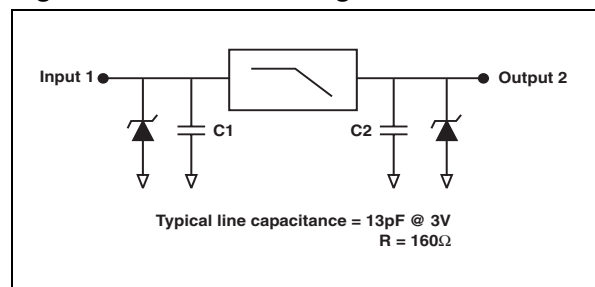 Input 1
Output 2
C1
C2
Typical line capacitance = 13pF @ 3V
R = 160Ω